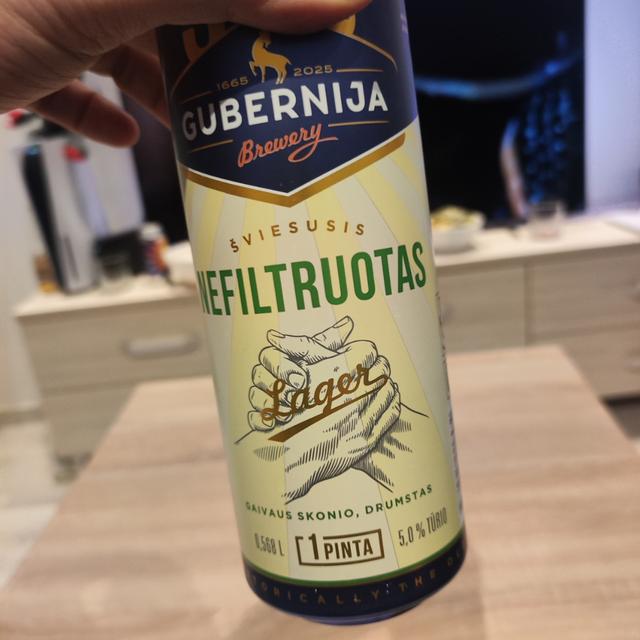 1665 2025
GUBERNIJA
Brewery
ŠVIESUSIS
NEFILTRUOTAS
Lager
GAIVAUS SKONIO, DRUMSTAS
0,568 L
1 PINTA
5,0 % TŪRIO